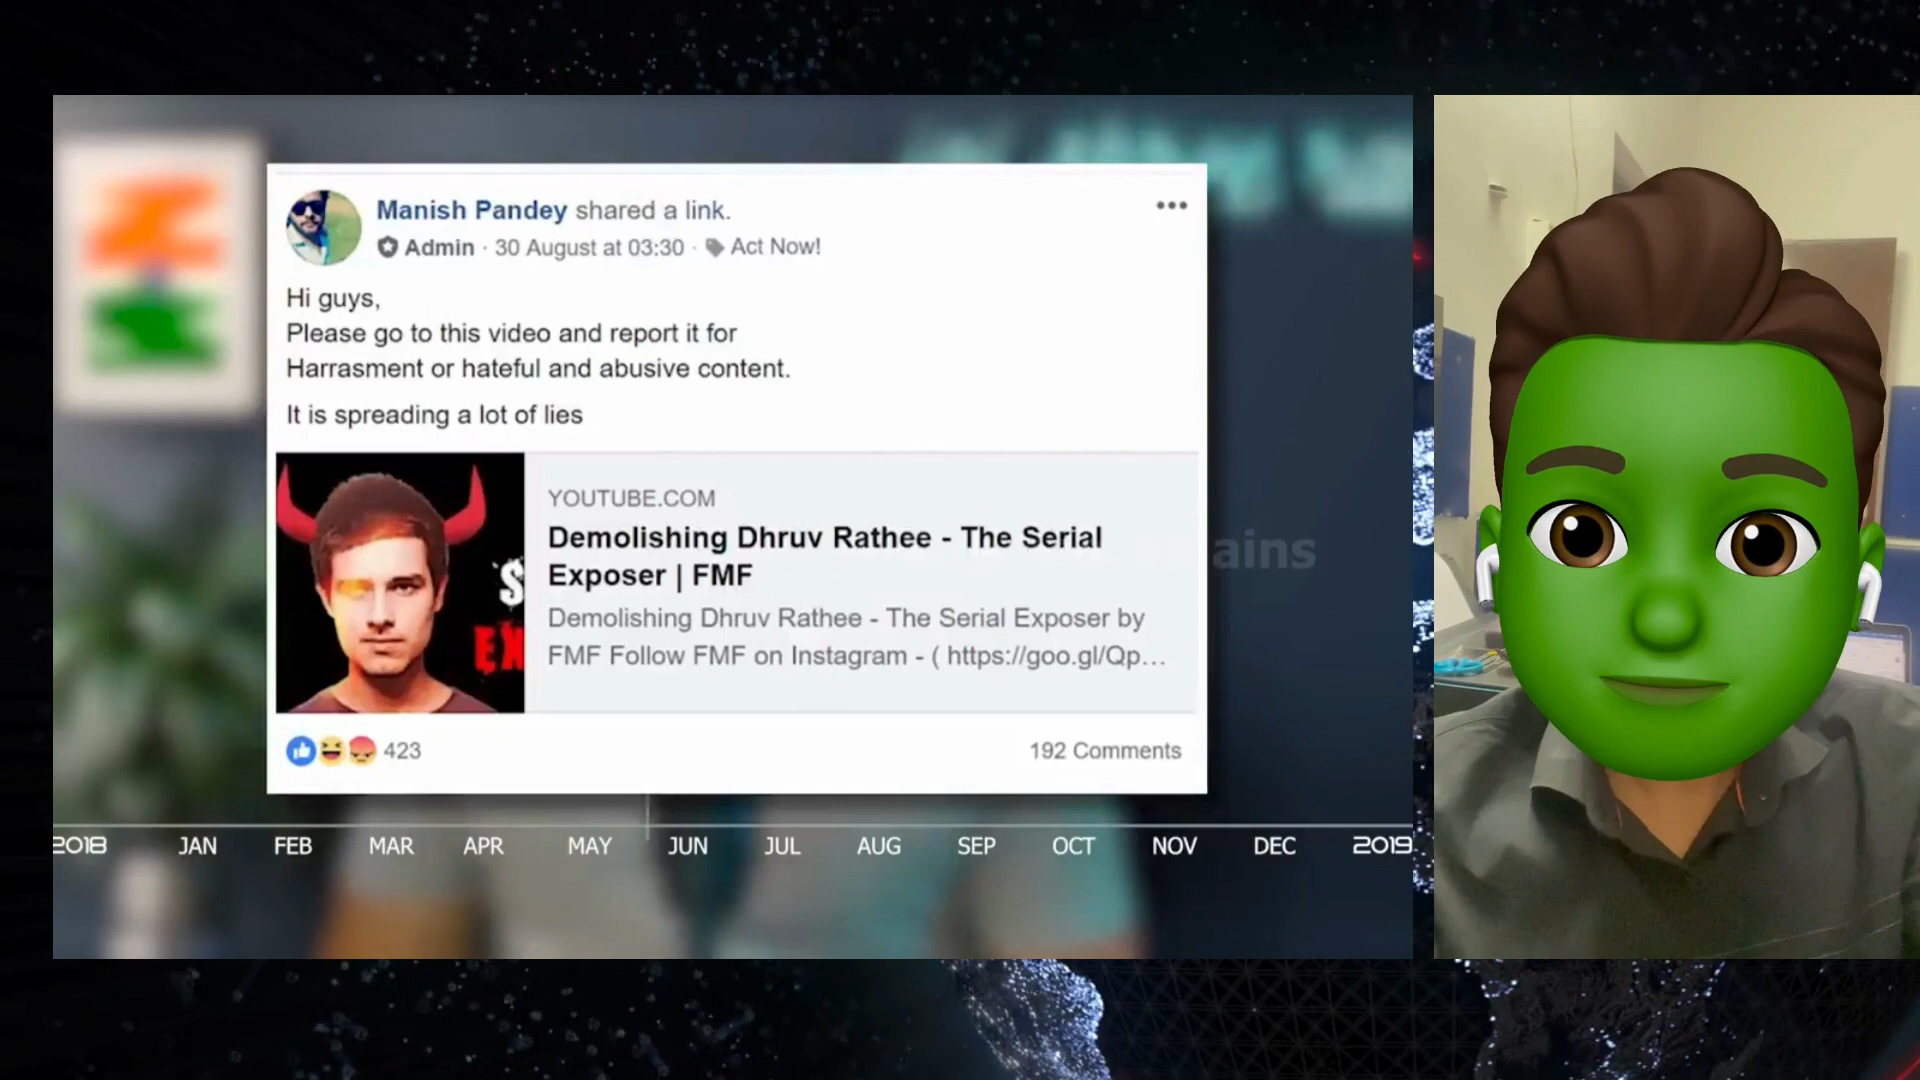 Manish Pandey shared a link.
Admin · 30 August at 03:30 · Act Now!
Hi guys,
Please go to this video and report it for
Harrasment or hateful and abusive content.
It is spreading a lot of lies
YOUTUBE.COM
Demolishing Dhruv Rathee - The Serial
Exposer | FMF
Demolishing Dhruv Rathee - The Serial Exposer by
FMF Follow FMF on Instagram - ( https://goo.gl/Qp...
ains
423
192 Comments
2018 JAN FEB MAR APR MAY JUN JUL AUG SEP OCT NOV DEC 2019